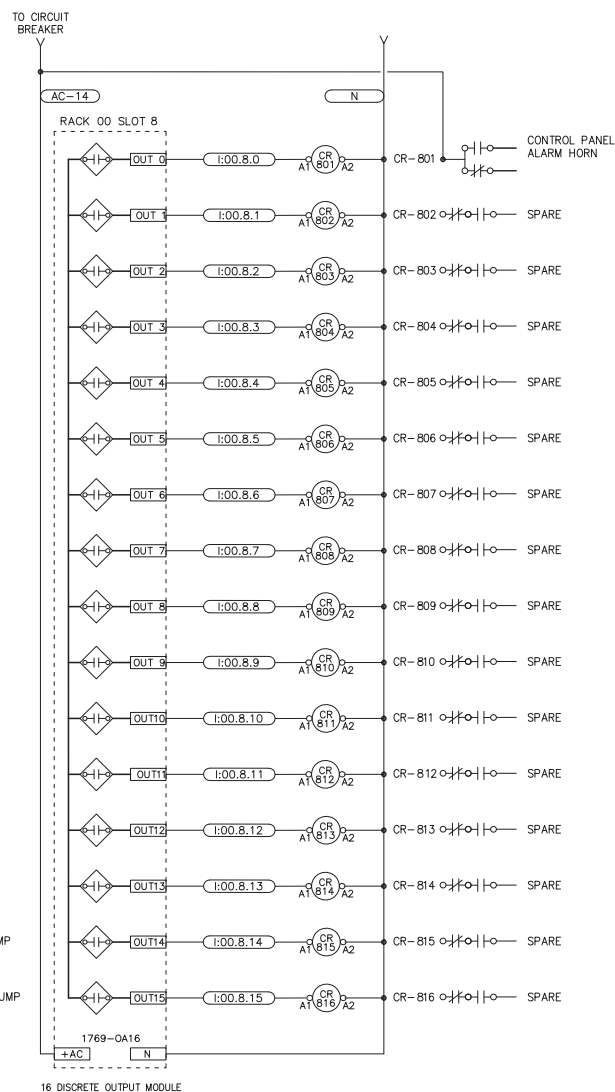 TO CIRCUIT
BREAKER
AC-14
N
RACK 00 SLOT 8
CONTROL PANEL
ALARM HORN
OUT 0 I:00.8.0 A1 CR 801 A2 CR-801
OUT 1 I:00.8.1 A1 CR 802 A2 CR-802 SPARE
OUT 2 I:00.8.2 A1 CR 803 A2 CR-803 SPARE
OUT 3 I:00.8.3 A1 CR 804 A2 CR-804 SPARE
OUT 4 I:00.8.4 A1 CR 805 A2 CR-805 SPARE
OUT 5 I:00.8.5 A1 CR 806 A2 CR-806 SPARE
OUT 6 I:00.8.6 A1 CR 807 A2 CR-807 SPARE
OUT 7 I:00.8.7 A1 CR 808 A2 CR-808 SPARE
OUT 8 I:00.8.8 A1 CR 809 A2 CR-809 SPARE
OUT 9 I:00.8.9 A1 CR 810 A2 CR-810 SPARE
OUT10 I:00.8.10 A1 CR 811 A2 CR-811 SPARE
OUT11 I:00.8.11 A1 CR 812 A2 CR-812 SPARE
OUT12 I:00.8.12 A1 CR 813 A2 CR-813 SPARE
OUT13 I:00.8.13 A1 CR 814 A2 CR-814 SPARE
MP OUT14 I:00.8.14 A1 CR 815 A2 CR-815 SPARE
UMP OUT15 I:00.8.15 A1 CR 816 A2 CR-816 SPARE
1769-OA16
+AC N
16 DISCRETE OUTPUT MODULE